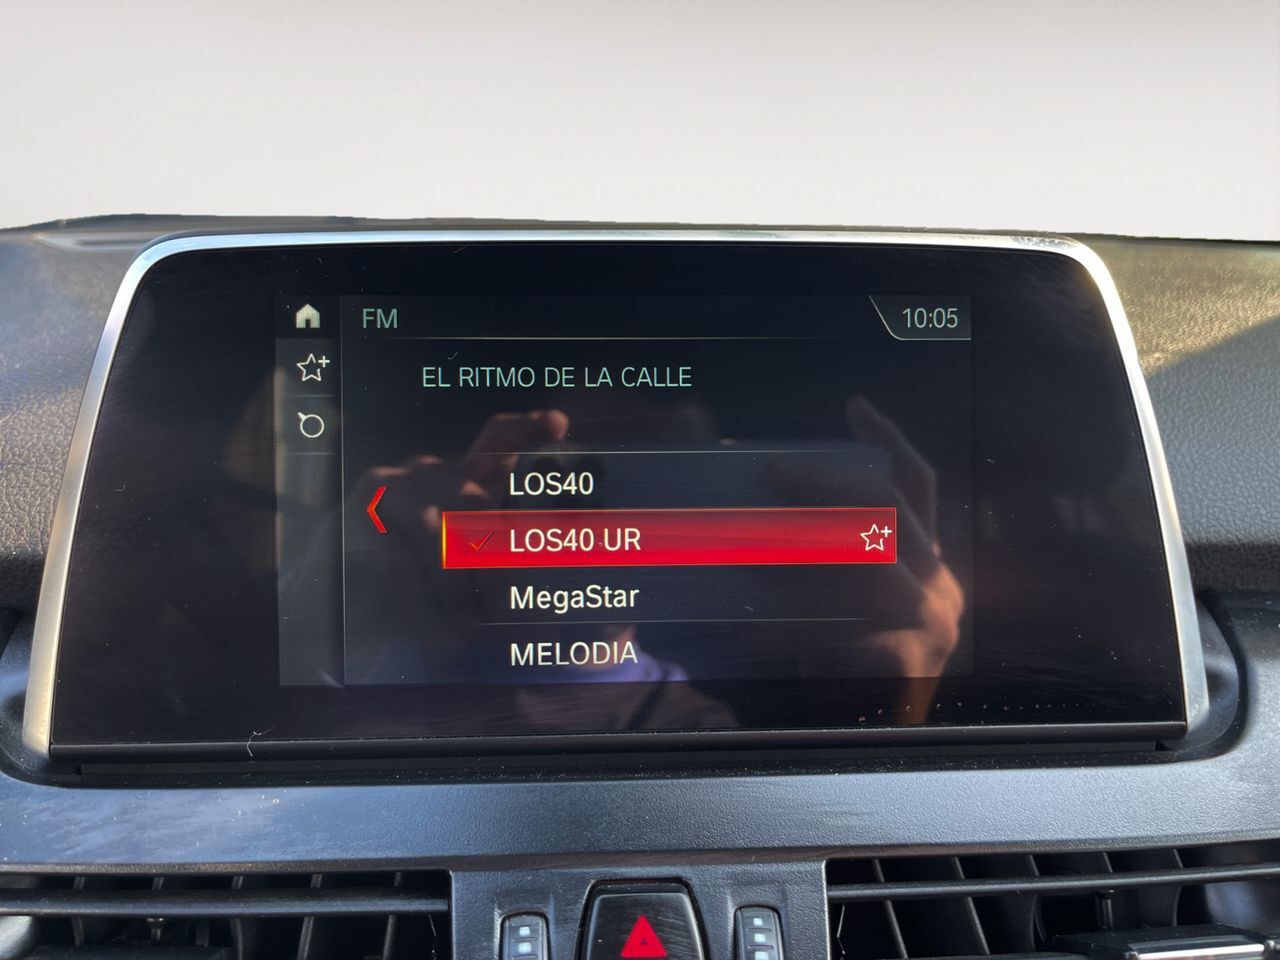 FM
10:05
EL RITMO DE LA CALLE
LOS40
LOS40 UR
MegaStar
MELODIA